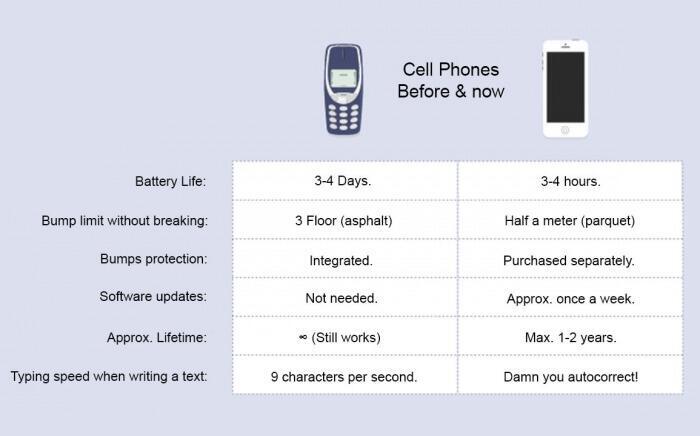 Cell Phones
Before & now
Battery Life: 3-4 Days. 3-4 hours.
Bump limit without breaking: 3 Floor (asphalt) Half a meter (parquet)
Bumps protection: Integrated. Purchased separately.
Software updates: Not needed. Approx. once a week.
Approx. Lifetime: ∞ (Still works) Max. 1-2 years.
Typing speed when writing a text: 9 characters per second. Damn you autocorrect!